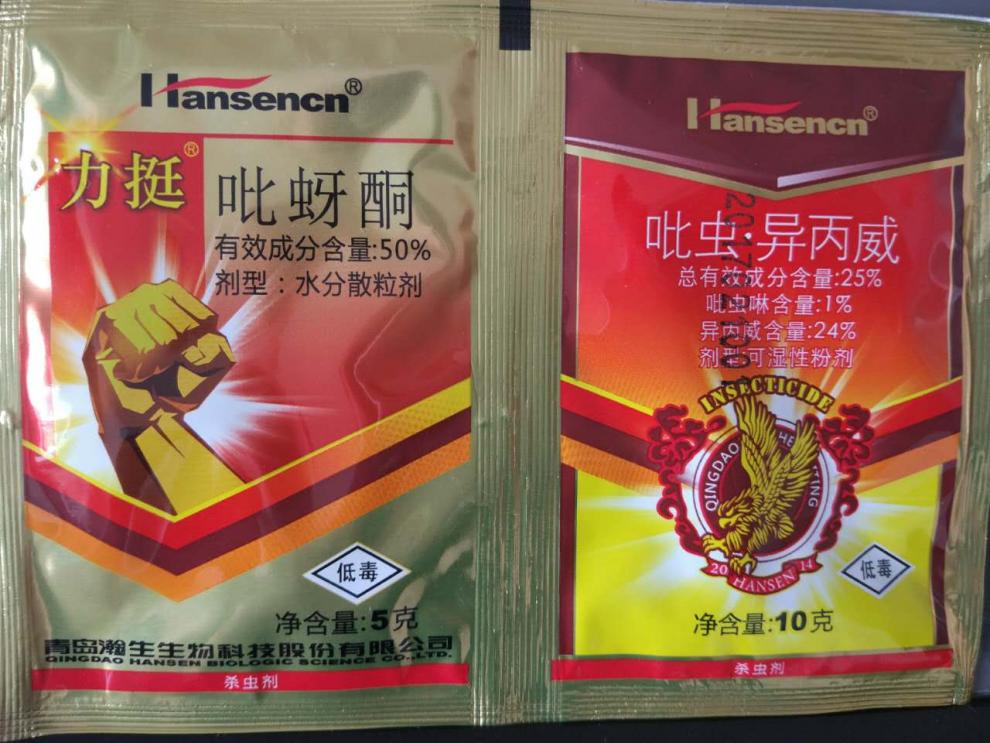 Hansencn®
力挺®
吡蚜酮
有效成分含量:50%
剂型：水分散粒剂
低毒
净含量:5克
青岛瀚生生物科技股份有限公司
QINGDAO HANSEN BIOLOGIC SCIENCE CO.,LTD.
杀虫剂
Hansencn®
吡虫·异丙威
总有效成分含量:25%
吡虫啉含量:1%
异丙威含量:24%
剂型:可湿性粉剂
INSECTICIDE
QINGDAO
20 HANSEN 14
低毒
净含量:10克
杀虫剂